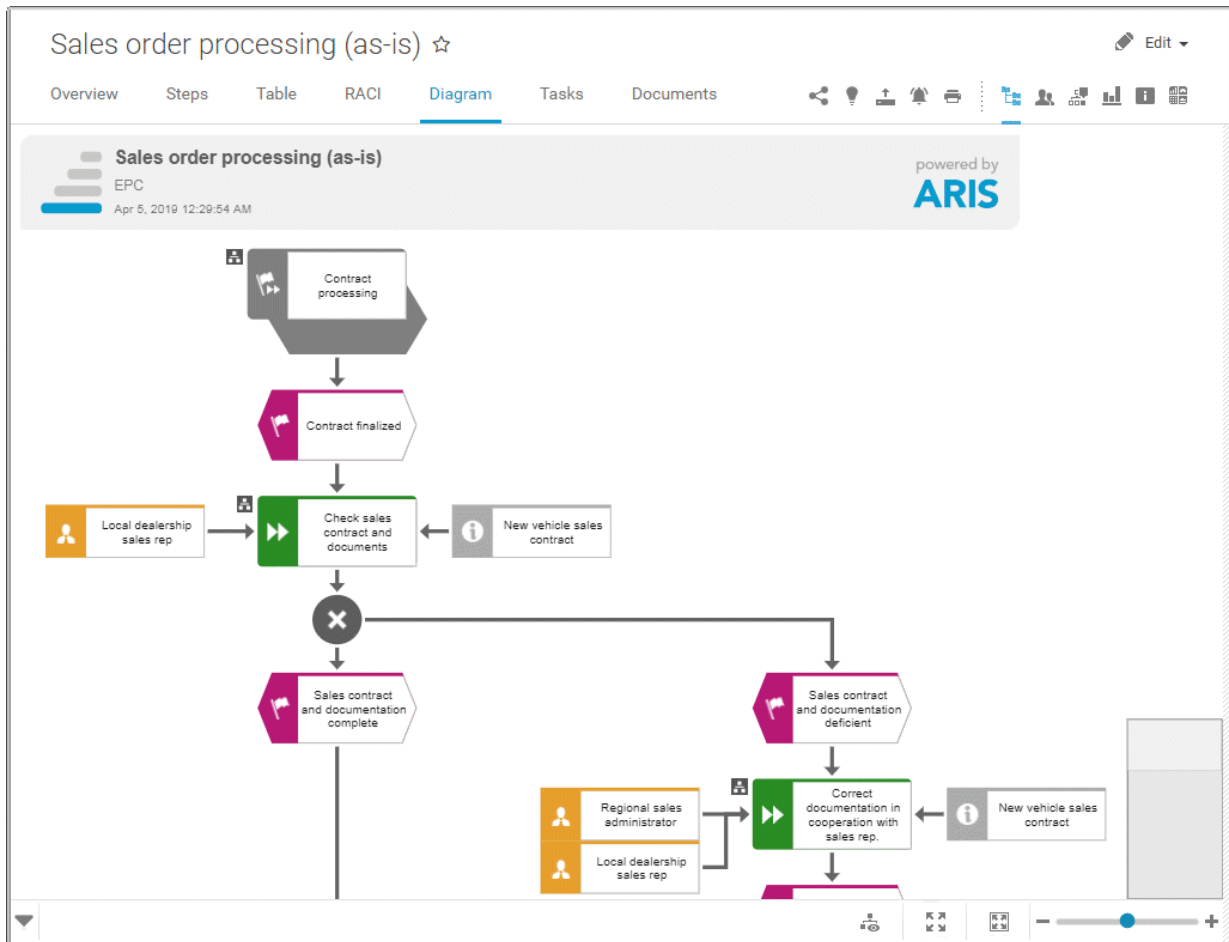 Sales order processing (as-is)
Edit
Overview Steps Table RACI Diagram Tasks Documents
Sales order processing (as-is)
EPC
Apr 5, 2019 12:29:54 AM
powered by
ARIS
Contract
processing
Contract finalized
Local dealership
sales rep
Check sales
contract and
documents
New vehicle sales
contract
Sales contract
and documentation
complete
Sales contract
and documentation
deficient
Regional sales
administrator
Local dealership
sales rep
Correct
documentation in
cooperation with
sales rep.
New vehicle sales
contract